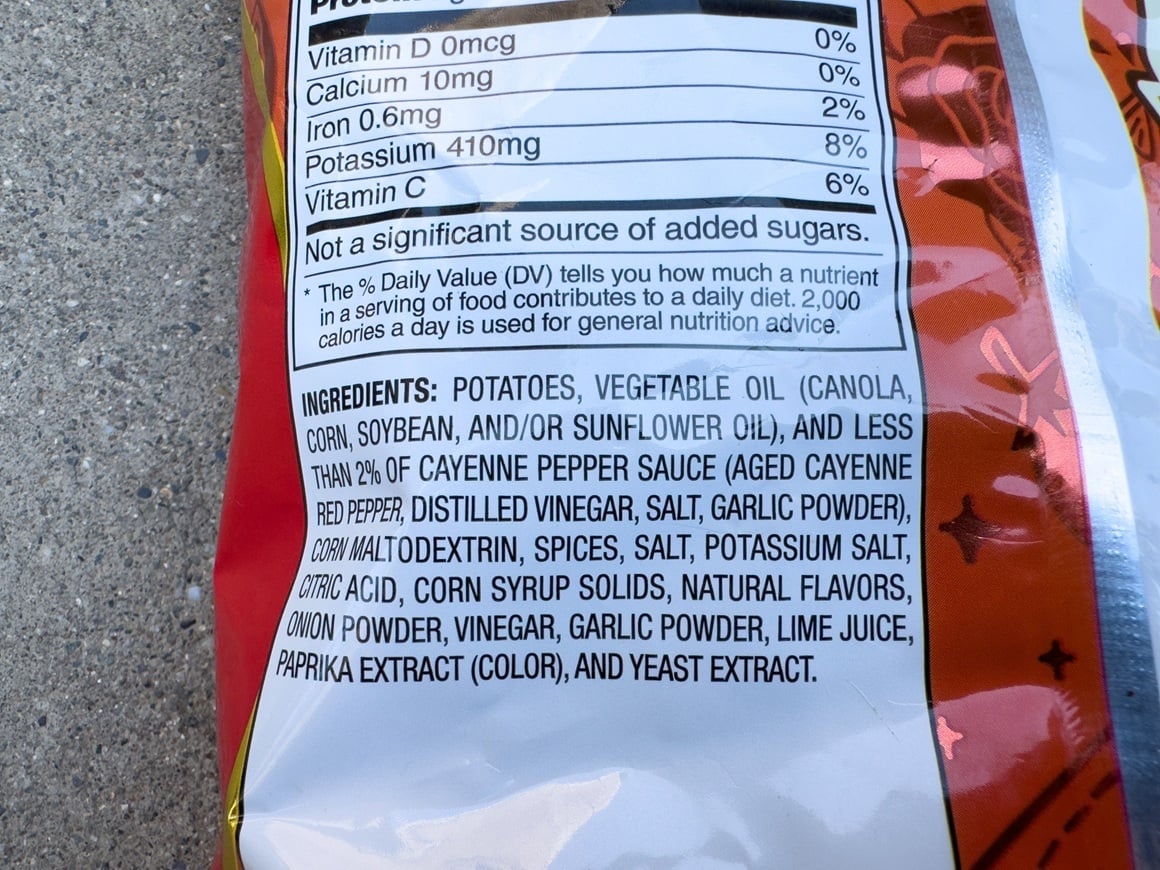 Vitamin D 0mcg 0%
Calcium 10mg 0%
Iron 0.6mg 2%
Potassium 410mg 8%
Vitamin C 6%
Not a significant source of added sugars.
* The % Daily Value (DV) tells you how much a nutrient
in a serving of food contributes to a daily diet. 2,000
calories a day is used for general nutrition advice.
INGREDIENTS: POTATOES, VEGETABLE OIL (CANOLA,
CORN, SOYBEAN, AND/OR SUNFLOWER OIL), AND LESS
THAN 2% OF CAYENNE PEPPER SAUCE (AGED CAYENNE
RED PEPPER, DISTILLED VINEGAR, SALT, GARLIC POWDER),
CORN MALTODEXTRIN, SPICES, SALT, POTASSIUM SALT,
CITRIC ACID, CORN SYRUP SOLIDS, NATURAL FLAVORS,
ONION POWDER, VINEGAR, GARLIC POWDER, LIME JUICE,
PAPRIKA EXTRACT (COLOR), AND YEAST EXTRACT.